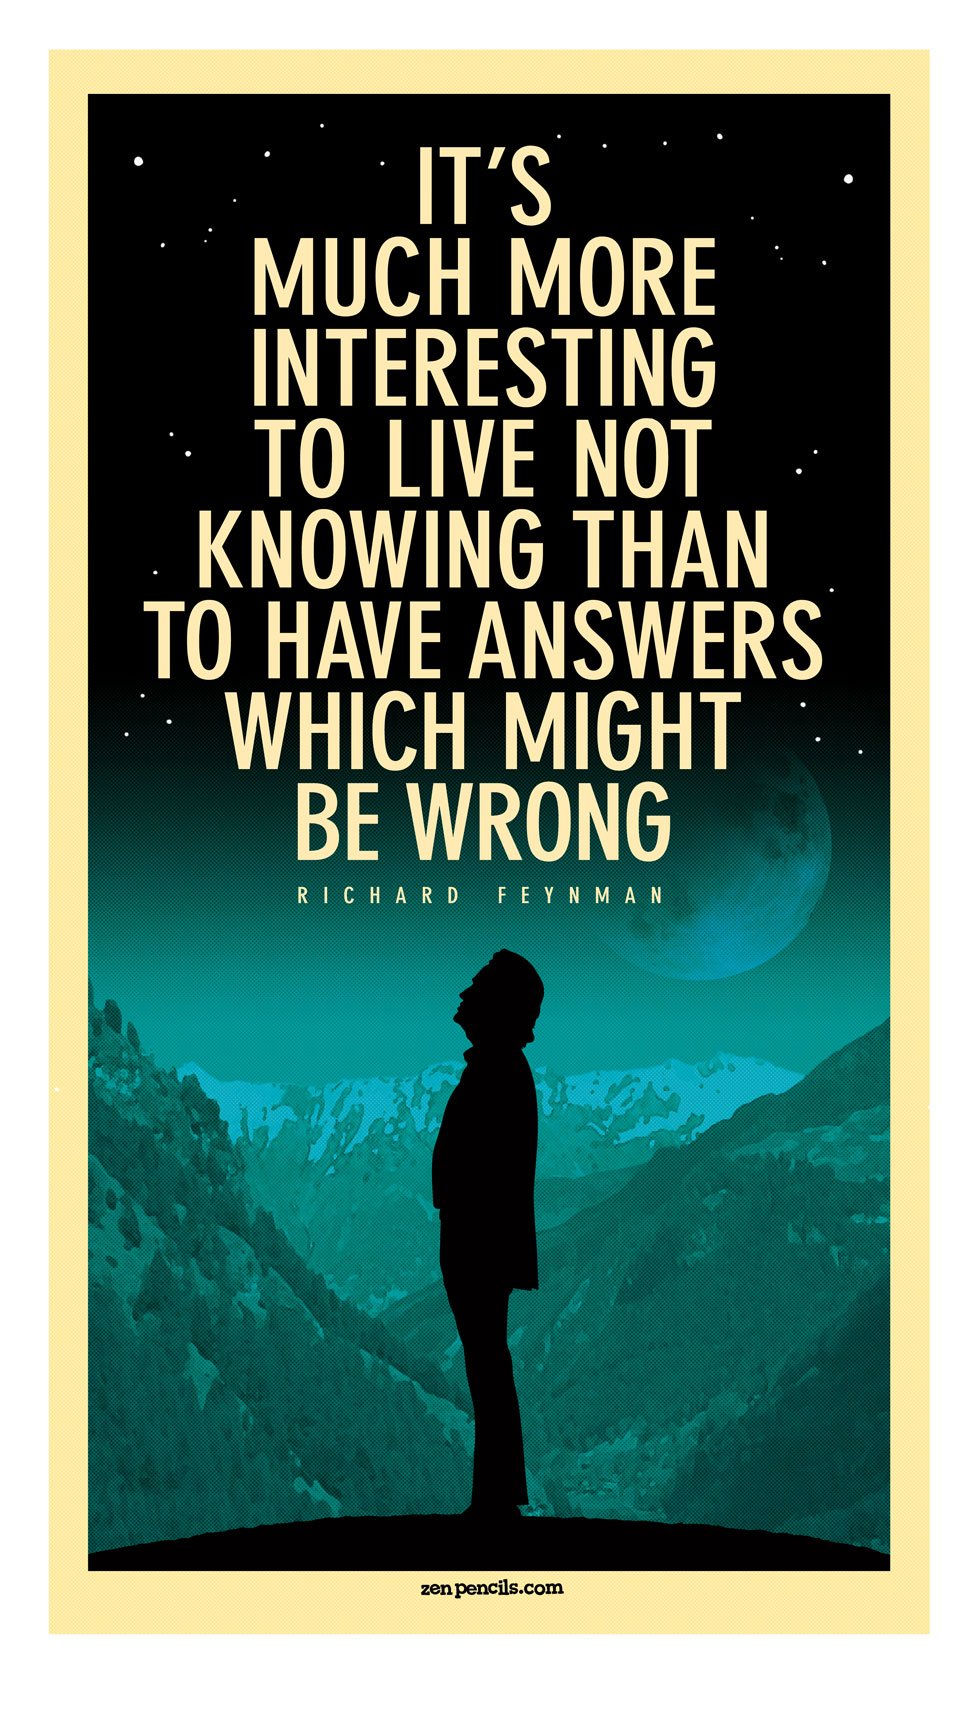 IT’S
MUCH MORE
INTERESTING
TO LIVE NOT
KNOWING THAN
TO HAVE ANSWERS
WHICH MIGHT
BE WRONG
RICHARD FEYNMAN
zenpencils.com